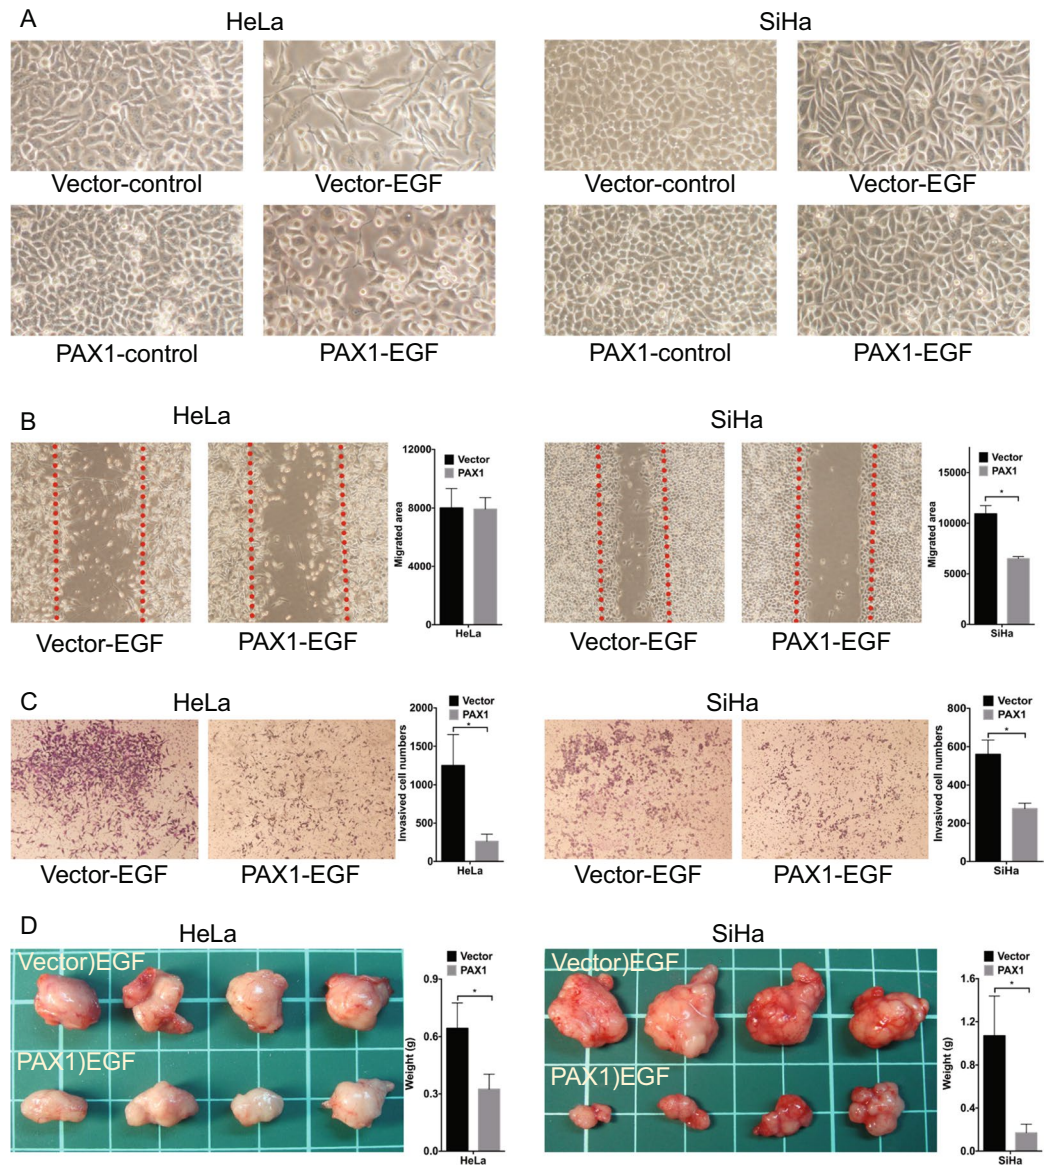 A
HeLa
SiHa
Vector-control
Vector-EGF
Vector-control
Vector-EGF
PAX1-control
PAX1-EGF
PAX1-control
PAX1-EGF
B
HeLa
SiHa
12000
8000
4000
0
Migrated area
Vector
PAX1
HeLa
15000
10000
5000
0
Migrated area
Vector
PAX1
*
SiHa
Vector-EGF
PAX1-EGF
Vector-EGF
PAX1-EGF
C
HeLa
SiHa
2000
1500
1000
500
0
Invasived cell numbers
Vector
PAX1
*
HeLa
800
600
400
200
0
Invasived cell numbers
Vector
PAX1
*
SiHa
Vector-EGF
PAX1-EGF
Vector-EGF
PAX1-EGF
D
HeLa
SiHa
Vector)EGF
PAX1)EGF
0.9
0.6
0.3
0.0
Weight (g)
Vector
PAX1
*
HeLa
Vector)EGF
PAX1)EGF
1.6
1.2
0.8
0.4
0.0
Weight (g)
Vector
PAX1
*
SiHa